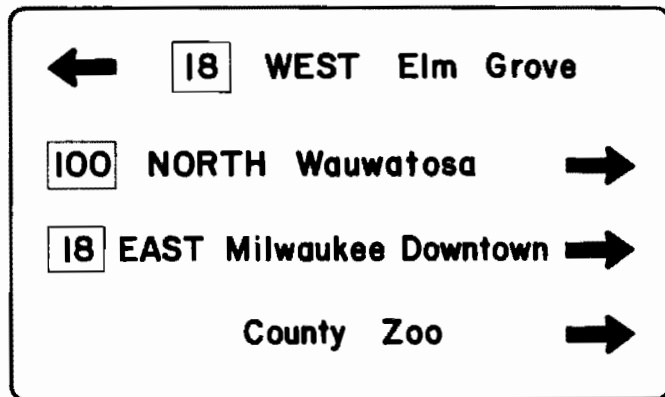 18 WEST Elm Grove
100 NORTH Wauwatosa
18 EAST Milwaukee Downtown
County Zoo